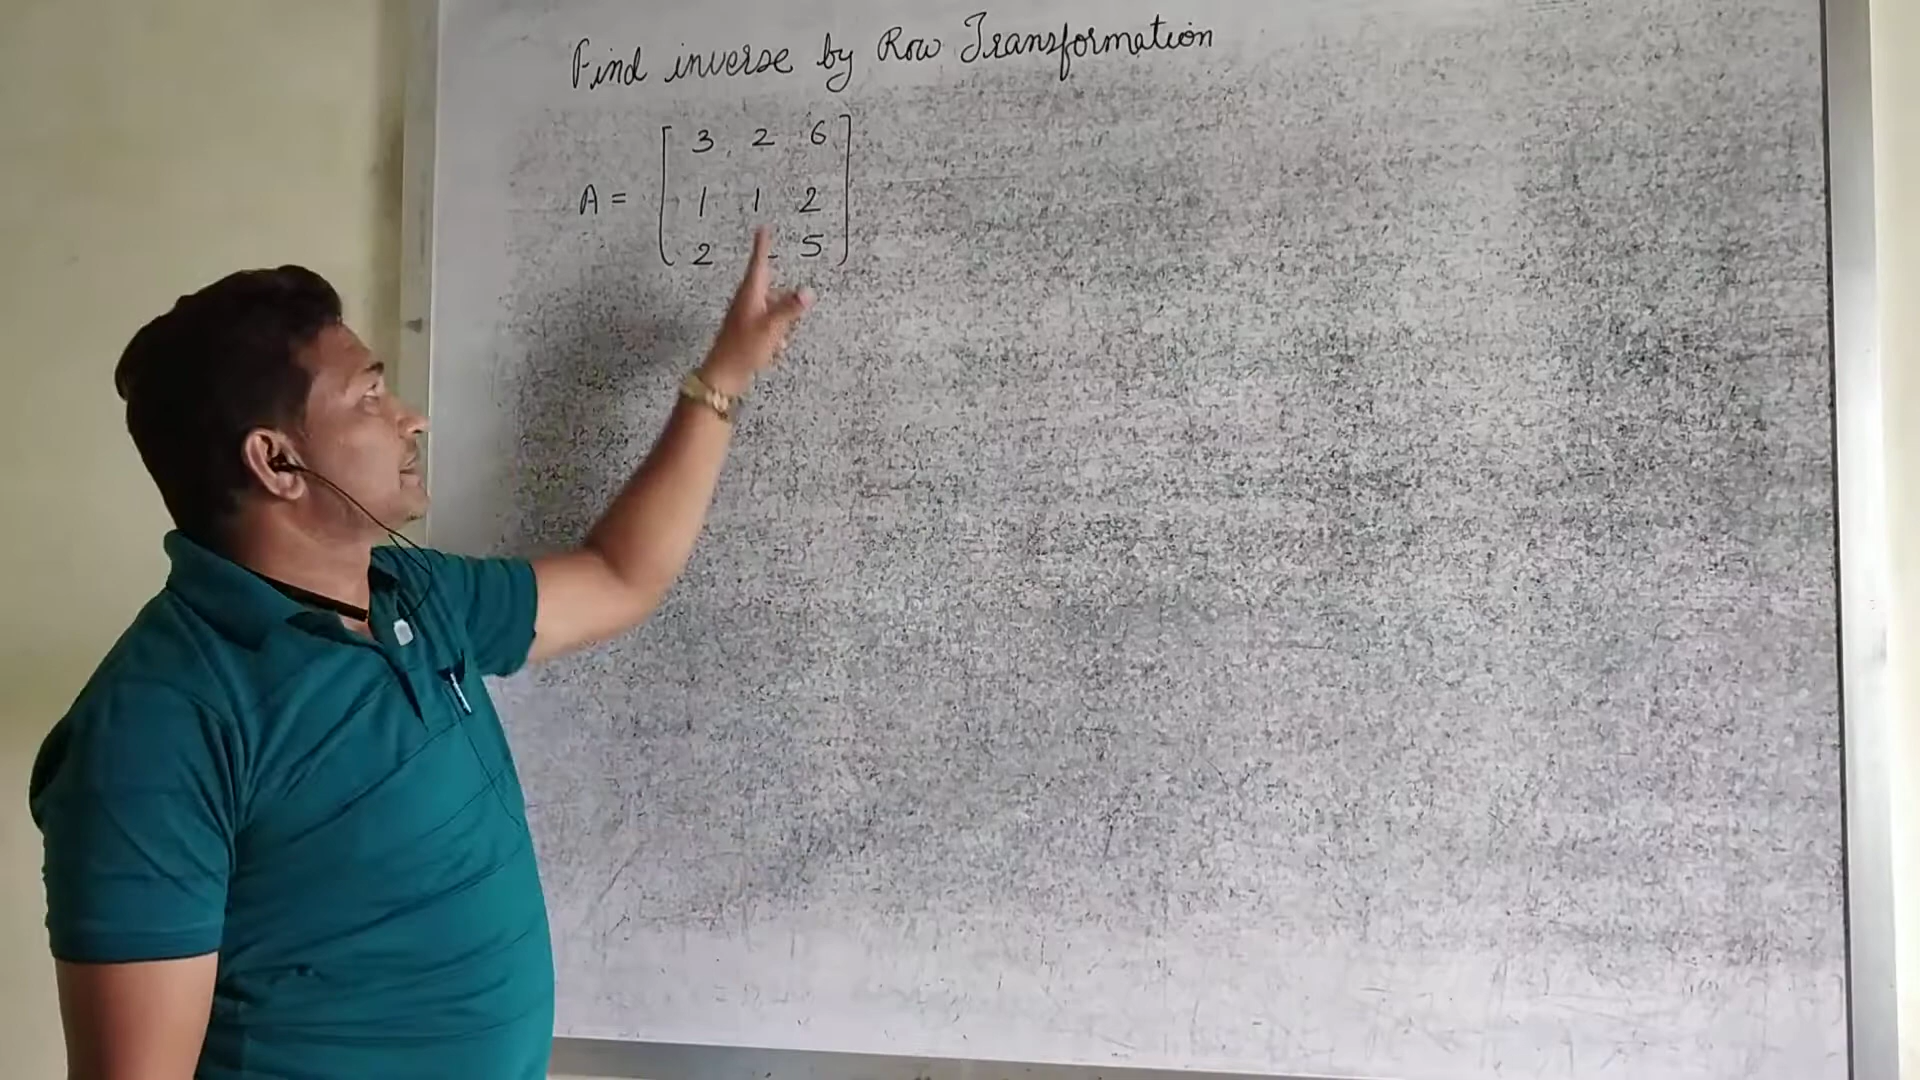 Find inverse by Row Transformation
3 2 6
A = 1 1 2
2 5